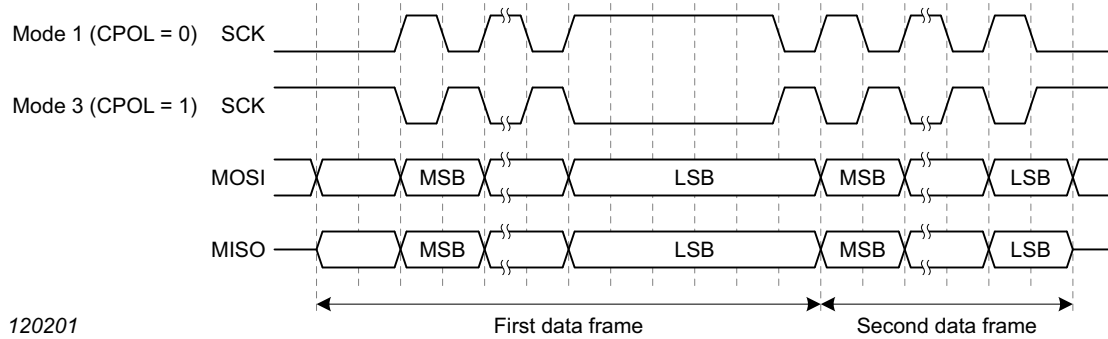 Mode 1 (CPOL = 0) SCK
Mode 3 (CPOL = 1) SCK
MOSI MSB LSB MSB LSB
MISO MSB LSB MSB LSB
First data frame Second data frame
120201